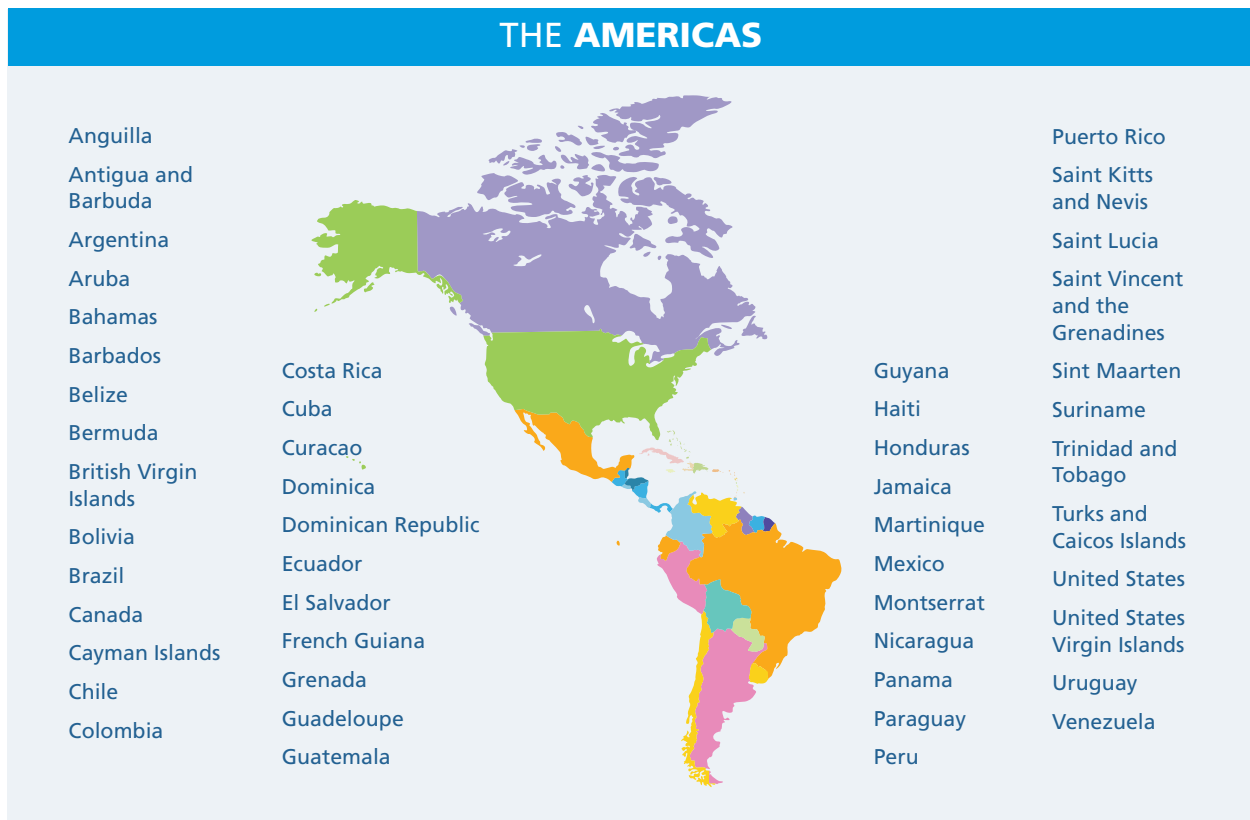 THE AMERICAS
Anguilla
Antigua and
Barbuda
Argentina
Aruba
Bahamas
Barbados
Belize
Bermuda
British Virgin
Islands
Bolivia
Brazil
Canada
Cayman Islands
Chile
Colombia
Costa Rica
Cuba
Curacao
Dominica
Dominican Republic
Ecuador
El Salvador
French Guiana
Grenada
Guadeloupe
Guatemala
Guyana
Haiti
Honduras
Jamaica
Martinique
Mexico
Montserrat
Nicaragua
Panama
Paraguay
Peru
Puerto Rico
Saint Kitts
and Nevis
Saint Lucia
Saint Vincent
and the
Grenadines
Sint Maarten
Suriname
Trinidad and
Tobago
Turks and
Caicos Islands
United States
United States
Virgin Islands
Uruguay
Venezuela